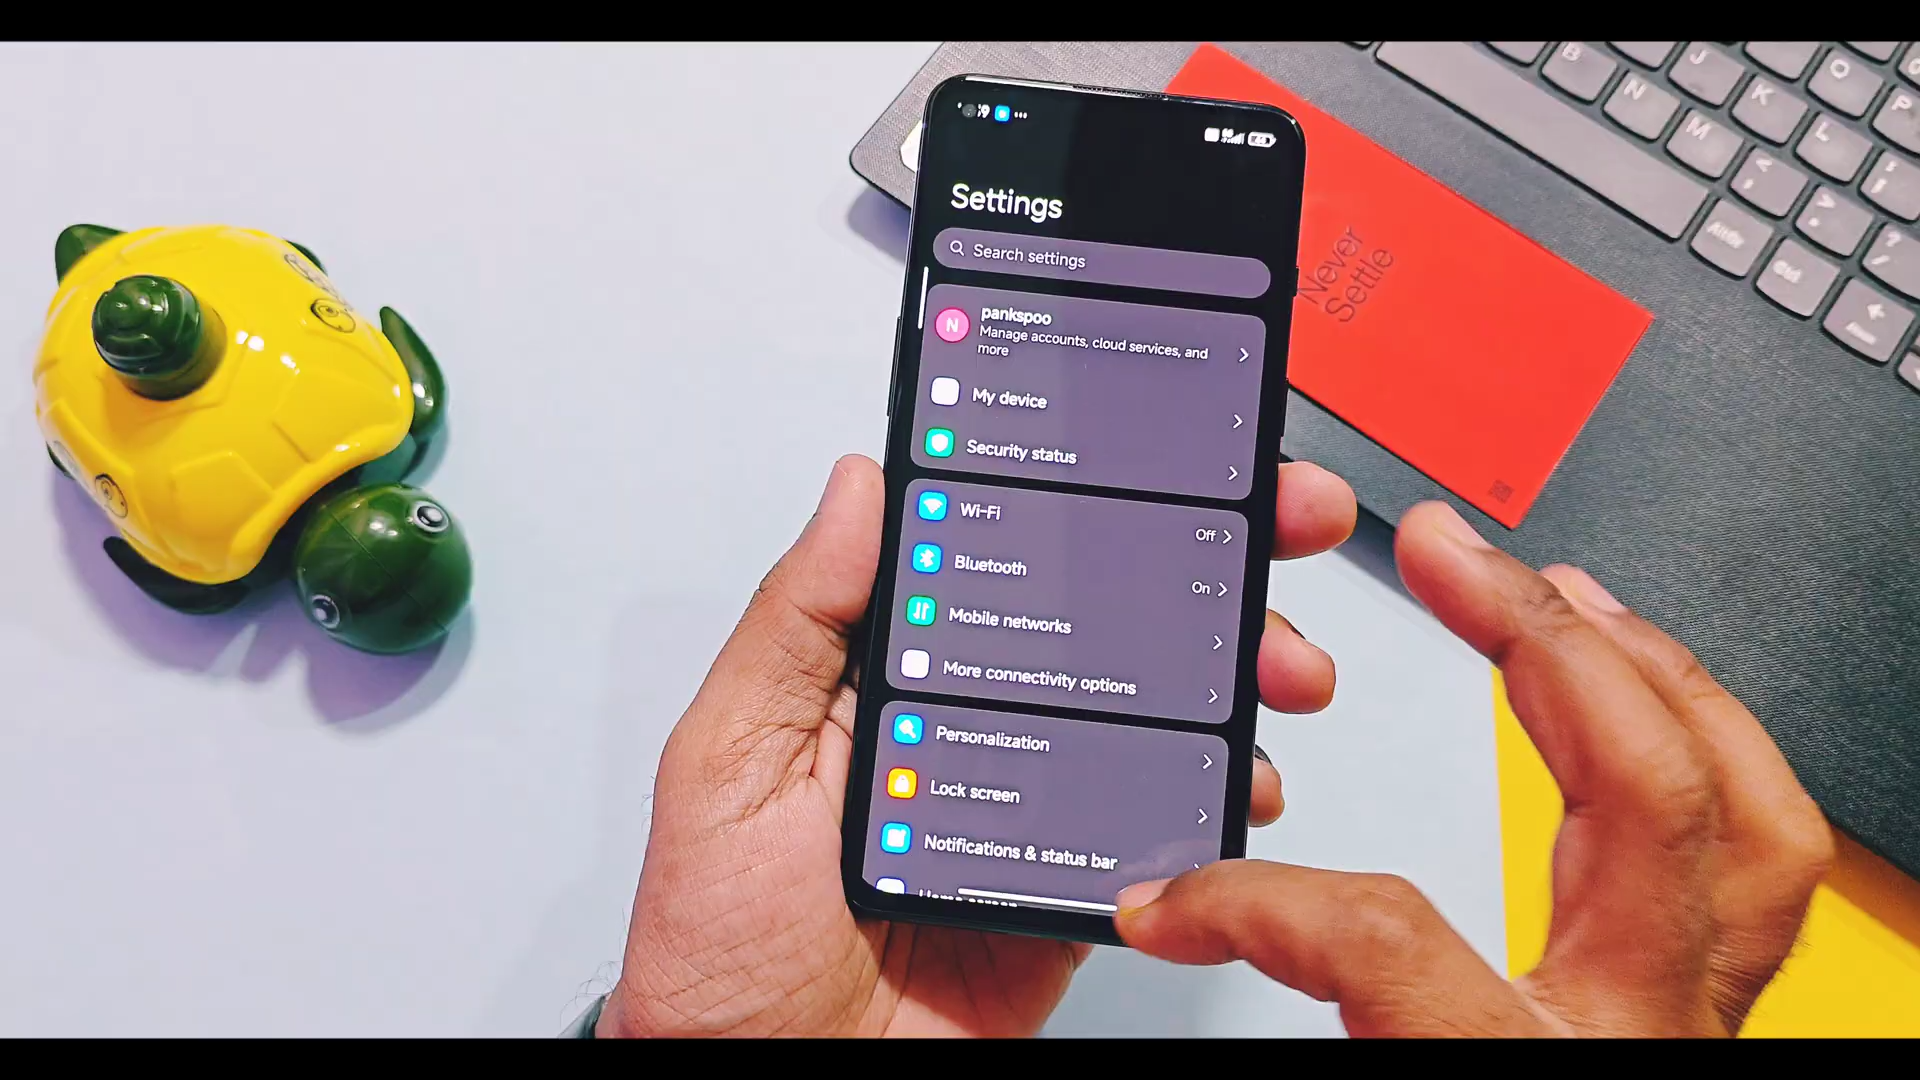 Settings
Search settings
N
pankspoo
Manage accounts, cloud services, and
more
My device
Security status
Wi-Fi
Off
Bluetooth
On
Mobile networks
More connectivity options
Personalization
Lock screen
Notifications & status bar
Never
Settle
B
N
M
J
K
L
O
P
<
>
?
/
Ctrl